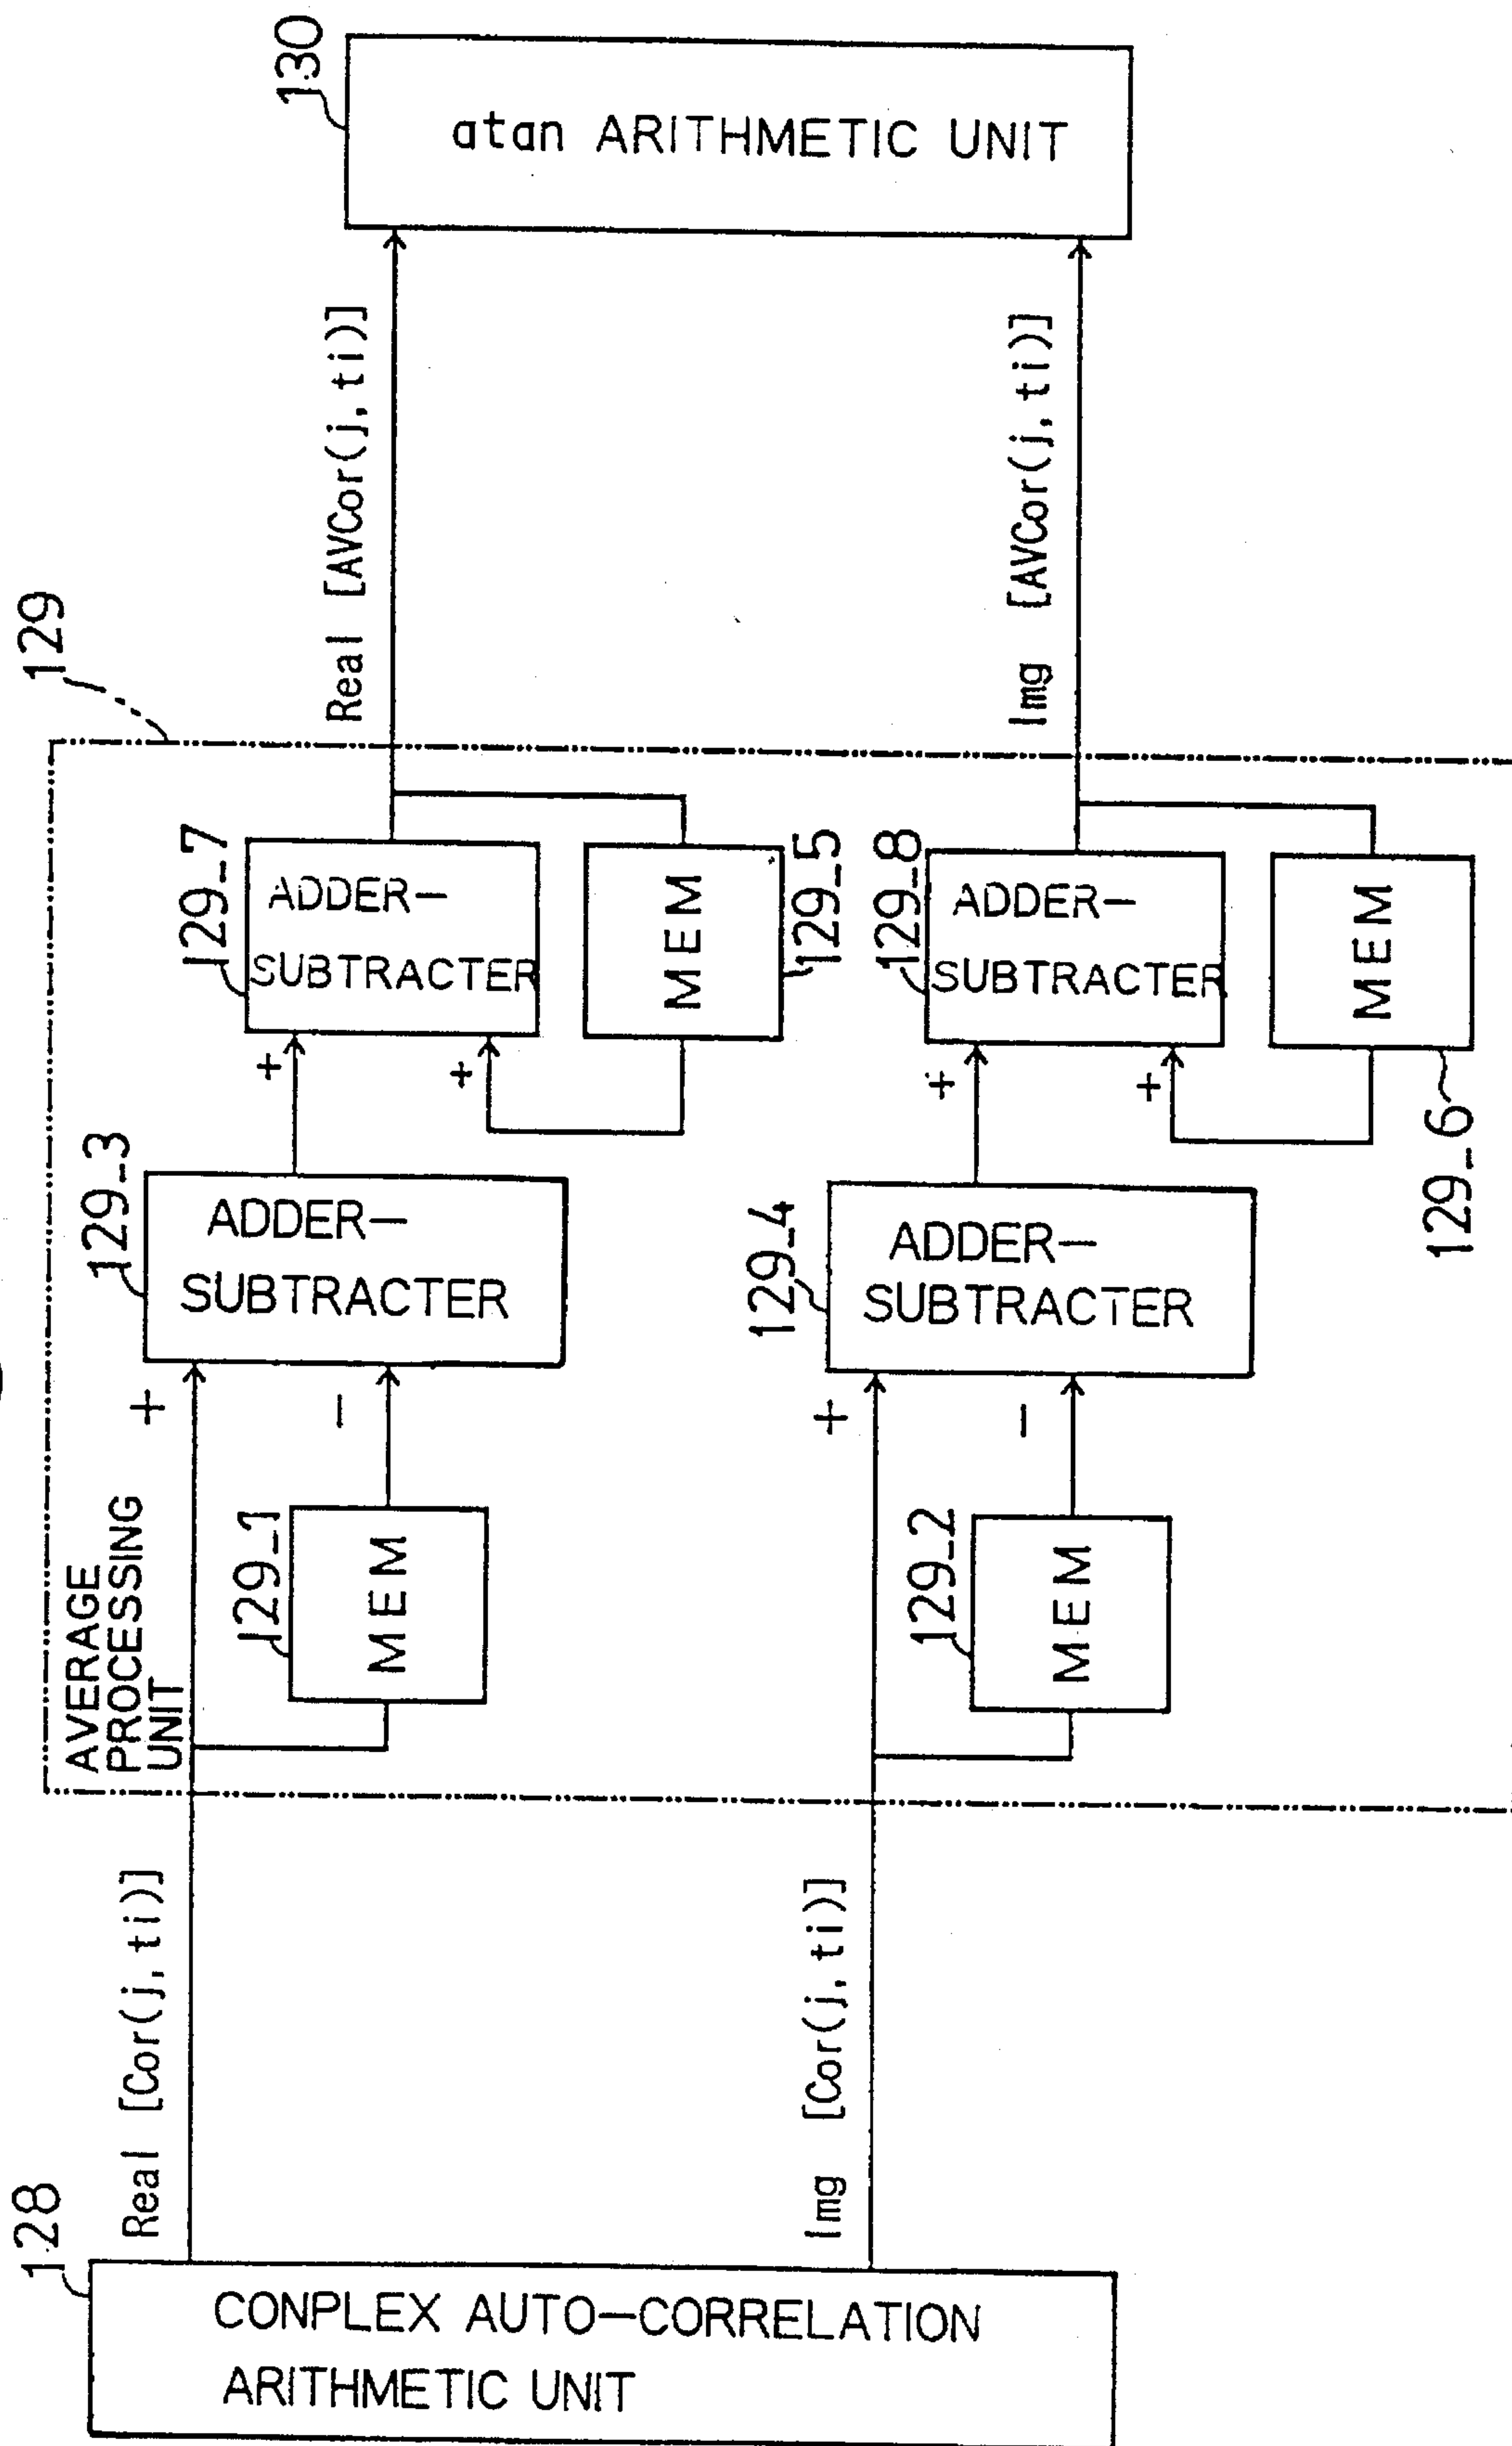 128
CONPLEX AUTO-CORRELATION
ARITHMETIC UNIT
Real [Cor(j,ti)]
Img [Cor(j,ti)]
AVERAGE
PROCESSING
UNIT
129
129_1
MEM
129_2
MEM
+
-
+
-
129_3
ADDER-
SUBTRACTER
129_4
ADDER-
SUBTRACTER
+
+
+
+
129_7
ADDER-
SUBTRACTER
MEM
129_5
129_8
ADDER-
SUBTRACTER
MEM
129_6
Real [AVCor(j,ti)]
Img [AVCor(j,ti)]
130
atan ARITHMETIC UNIT